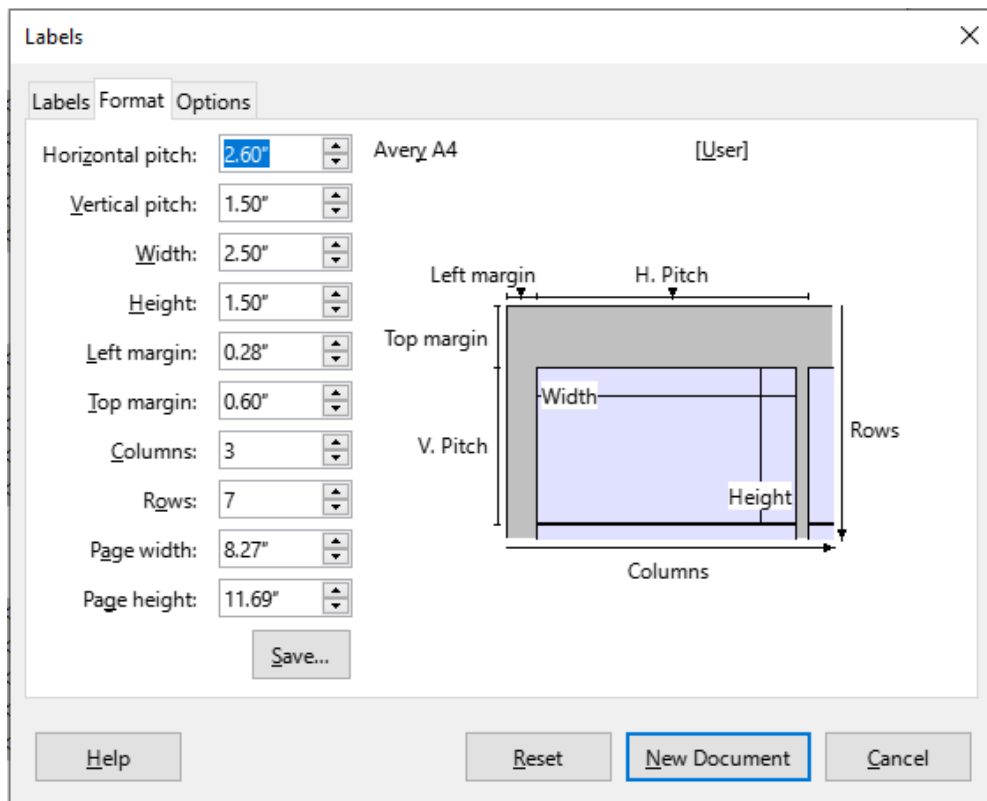 Labels
Labels Format Options
Horizontal pitch: 2.60" Avery A4 [User]
Vertical pitch: 1.50"
Width: 2.50"
Height: 1.50"
Left margin: 0.28"
Top margin: 0.60"
Columns: 3
Rows: 7
Page width: 8.27"
Page height: 11.69"
Save...
Left margin H. Pitch
Top margin
Width
V. Pitch
Rows
Height
Columns
Help Reset New Document Cancel